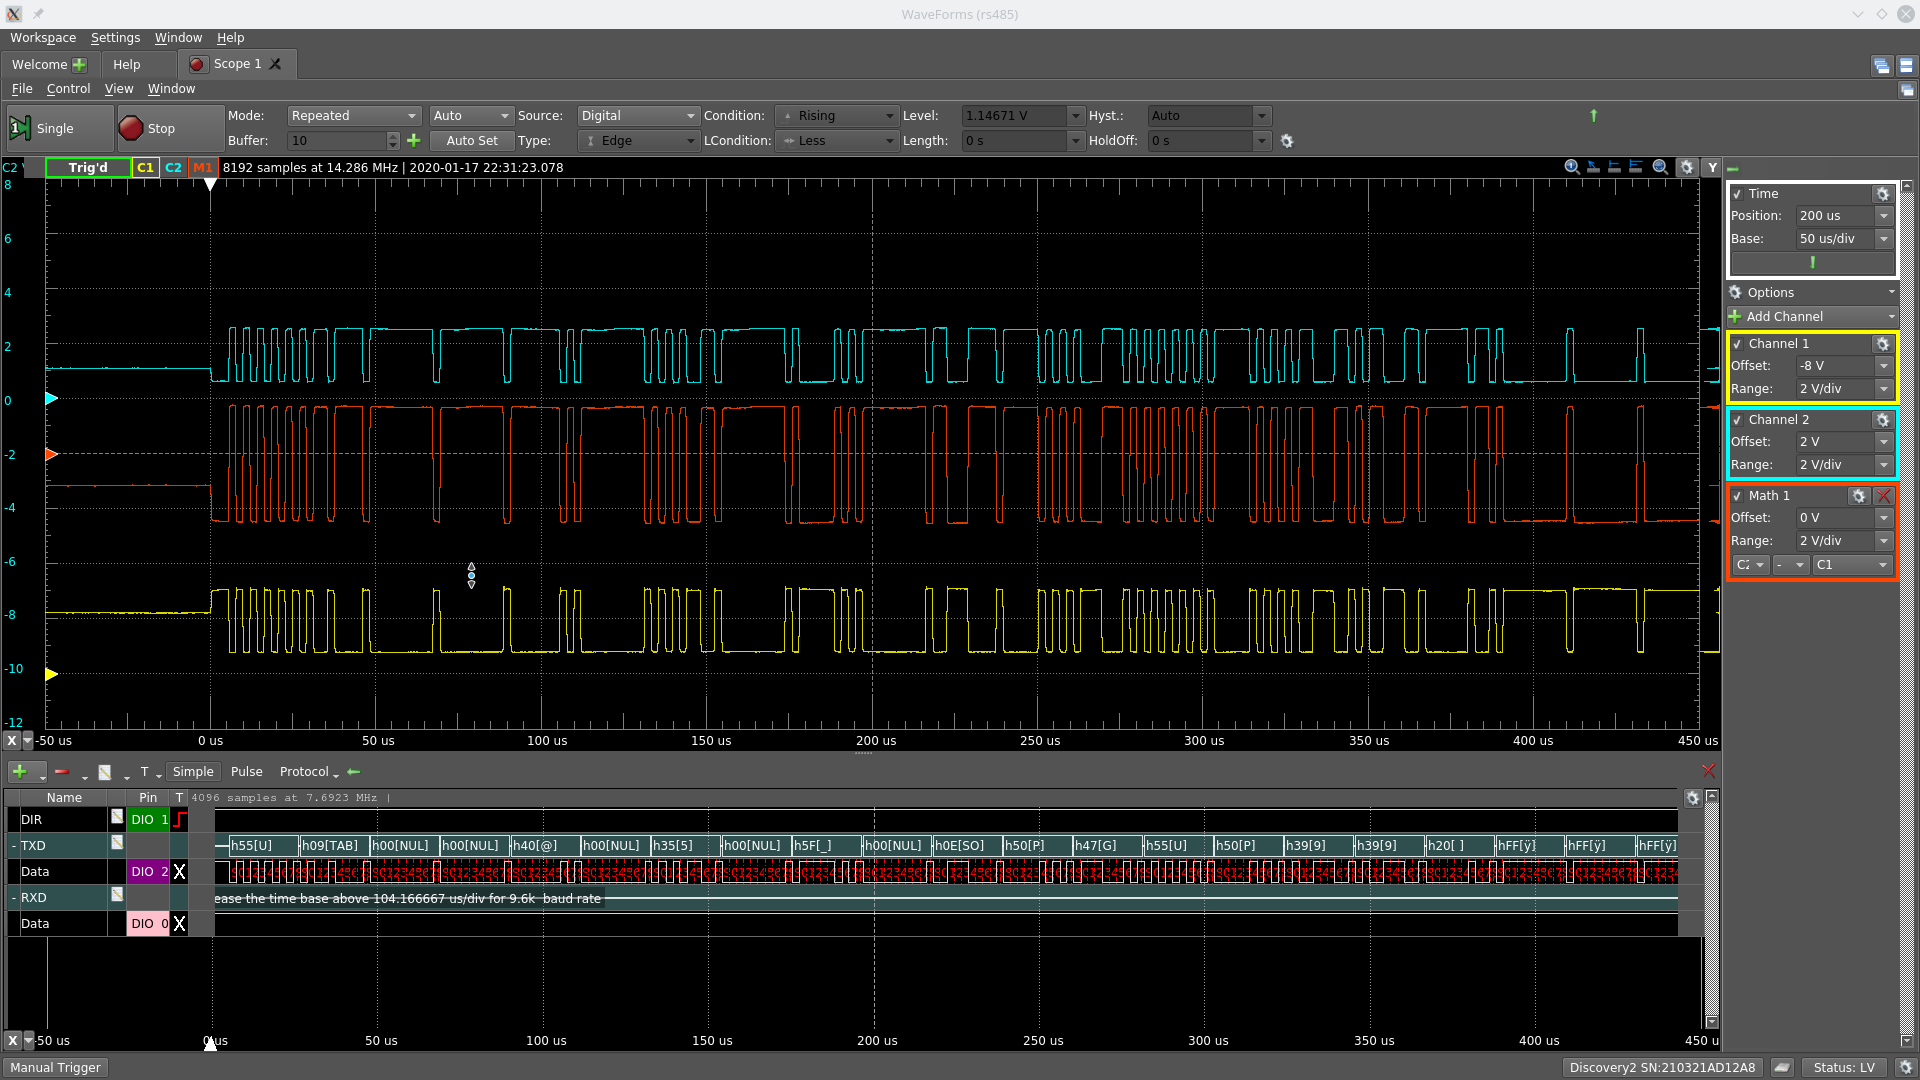 WaveForms (rs485)
Workspace Settings Window Help
Welcome Help Scope 1
File Control View Window
Single Stop Mode: Repeated Auto Source: Digital Condition: Rising Level: 1.14671 V Hyst.: Auto
Buffer: 10 Auto Set Type: Edge LCondition: Less Length: 0 s HoldOff: 0 s
C2 Trig'd C1 C2 M1 8192 samples at 14.286 MHz | 2020-01-17 22:31:23.078 Y
8
6
4
2
0
-2
-4
-6
-8
-10
-12
X -50 us 0 us 50 us 100 us 150 us 200 us 250 us 300 us 350 us 400 us 450 us
Time
Position: 200 us
Base: 50 us/div
Options
Add Channel
Channel 1
Offset: -8 V
Range: 2 V/div
Channel 2
Offset: 2 V
Range: 2 V/div
Math 1
Offset: 0 V
Range: 2 V/div
- C1
T Simple Pulse Protocol
Name Pin T 4096 samples at 7.6923 MHz |
DIR DIO 1
- TXD h55[U] h09[TAB] h00[NUL] h00[NUL] h40[@] h00[NUL] h35[5] h00[NUL] h5F[_] h00[NUL] h0E[SO] h50[P] h47[G] h55[U] h50[P] h39[9] h39[9] h20[ ] hFF[ÿ] hFF[ÿ] hFF[ÿ]
Data DIO 2 X
- RXD ease the time base above 104.166667 us/div for 9.6k baud rate
Data DIO 0 X
X -50 us 0 us 50 us 100 us 150 us 200 us 250 us 300 us 350 us 400 us 450 u
Manual Trigger Discovery2 SN:210321AD12A8 Status: LV